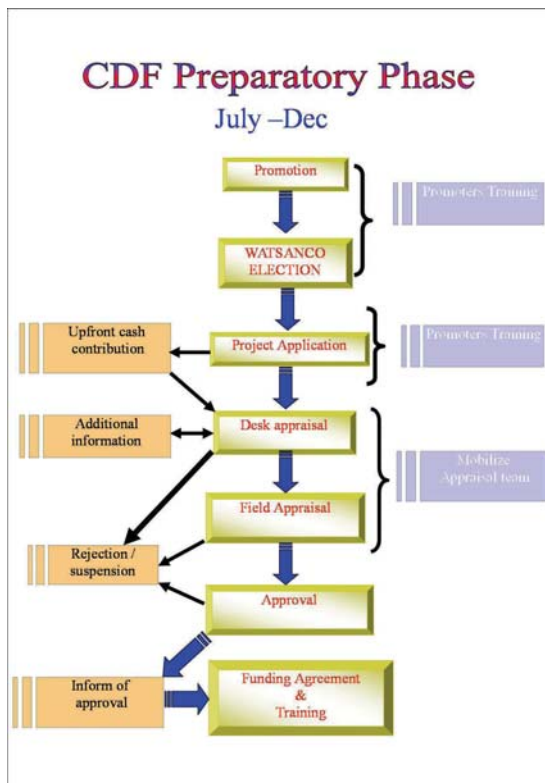 CDF Preparatory Phase
July –Dec
Promotion
Promoters Training
WATSANCO
ELECTION
Upfront cash
contribution
Project Application
Promoters Training
Additional
information
Desk appraisal
Mobilize
Appraisal team
Field Appraisal
Rejection /
suspension
Approval
Inform of
approval
Funding Agreement
&
Training